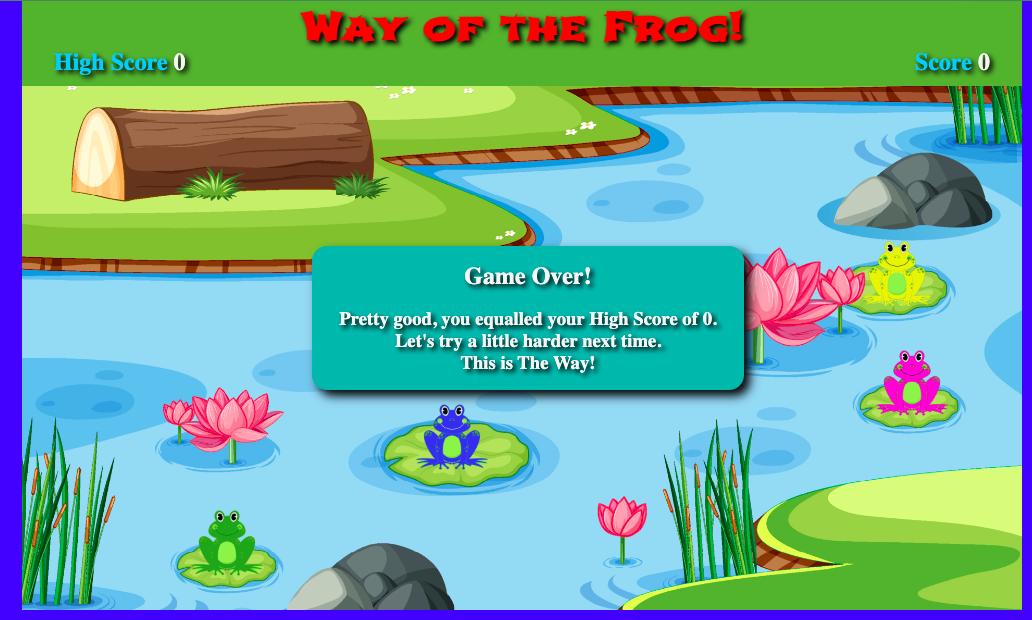 Way of the Frog!
High Score 0
Score 0
Game Over!
Pretty good, you equalled your High Score of 0.
Let's try a little harder next time.
This is The Way!